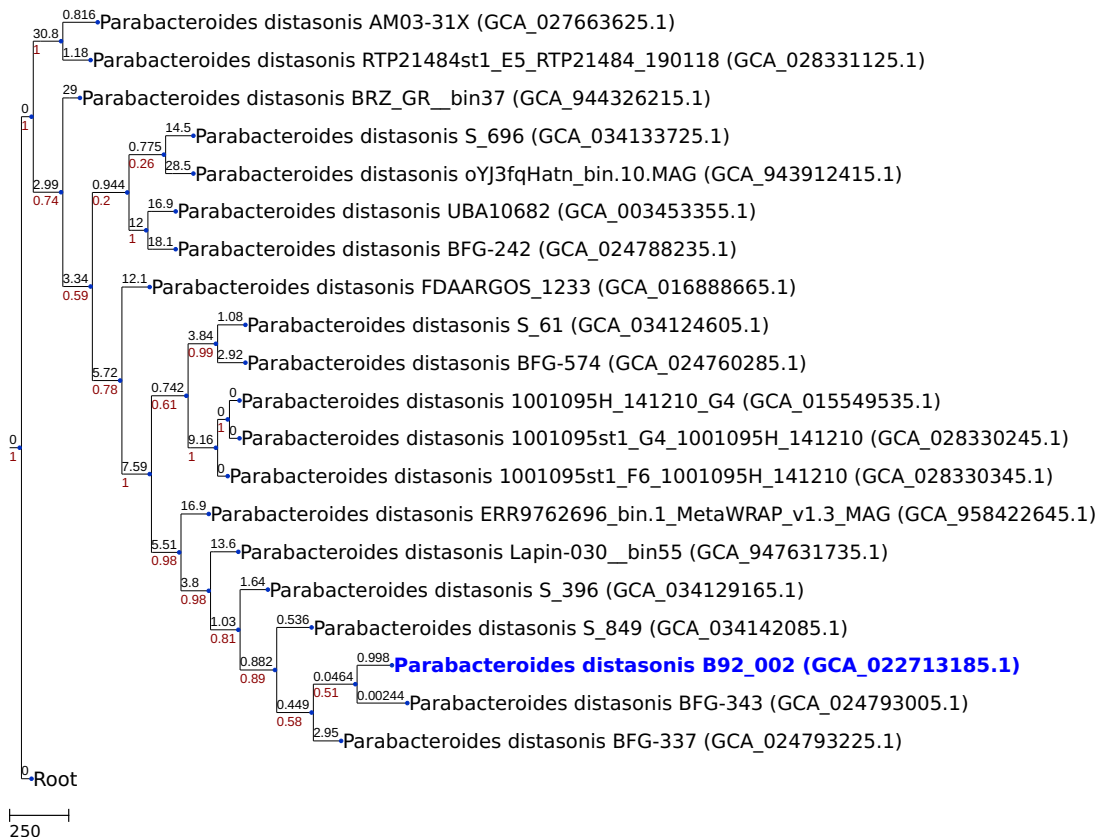 0.816 Parabacteroides distasonis AM03-31X (GCA_027663625.1)
30.8
1
1.18 Parabacteroides distasonis RTP21484st1_E5_RTP21484_190118 (GCA_028331125.1)
29 Parabacteroides distasonis BRZ_GR__bin37 (GCA_944326215.1)
0
1
14.5 Parabacteroides distasonis S_696 (GCA_034133725.1)
0.775
0.26
28.5 Parabacteroides distasonis oYJ3fqHatn_bin.10.MAG (GCA_943912415.1)
2.99
0.74
0.944
0.2
16.9 Parabacteroides distasonis UBA10682 (GCA_003453355.1)
12
1
18.1 Parabacteroides distasonis BFG-242 (GCA_024788235.1)
3.34
0.59
12.1 Parabacteroides distasonis FDAARGOS_1233 (GCA_016888665.1)
1.08 Parabacteroides distasonis S_61 (GCA_034124605.1)
3.84
0.99
2.92 Parabacteroides distasonis BFG-574 (GCA_024760285.1)
5.72
0.78
0.742
0.61
0 Parabacteroides distasonis 1001095H_141210_G4 (GCA_015549535.1)
0
1
0 Parabacteroides distasonis 1001095st1_G4_1001095H_141210 (GCA_028330245.1)
9.16
1
0
1
0 Parabacteroides distasonis 1001095st1_F6_1001095H_141210 (GCA_028330345.1)
7.59
1
16.9 Parabacteroides distasonis ERR9762696_bin.1_MetaWRAP_v1.3_MAG (GCA_958422645.1)
5.51
0.98
13.6 Parabacteroides distasonis Lapin-030__bin55 (GCA_947631735.1)
3.8
0.98
1.64 Parabacteroides distasonis S_396 (GCA_034129165.1)
1.03
0.81
0.536 Parabacteroides distasonis S_849 (GCA_034142085.1)
0.882
0.89
0.998 Parabacteroides distasonis B92_002 (GCA_022713185.1)
0.0464
0.51
0.00244 Parabacteroides distasonis BFG-343 (GCA_024793005.1)
0.449
0.58
2.95 Parabacteroides distasonis BFG-337 (GCA_024793225.1)
0 Root
250